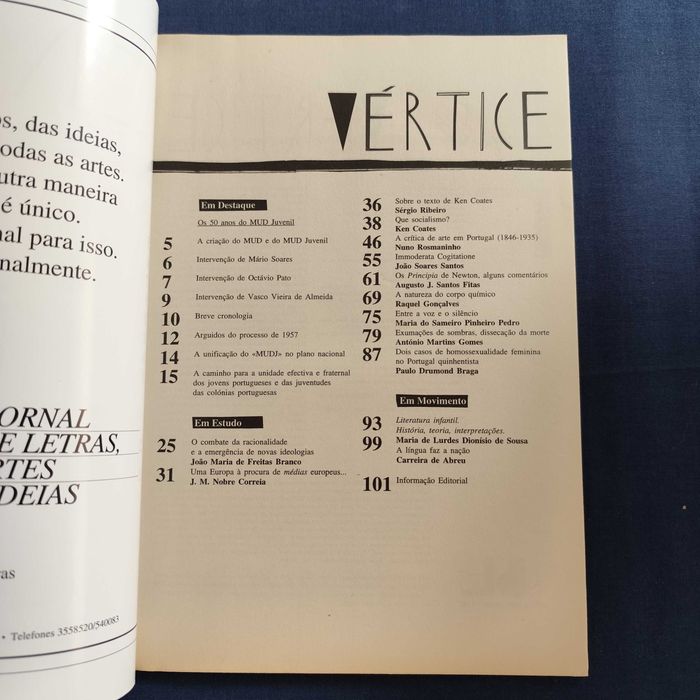 s, das ideias,
odas as artes.
utra maneira
é único.
nal para isso.
nalmente.
ORNAL
E LETRAS,
RTES
DEIAS
as
• Telefones 3558520/540083
VÉRTICE
Em Destaque
Os 50 anos do MUD Juvenil
5 A criação do MUD e do MUD Juvenil
6 Intervenção de Mário Soares
7 Intervenção de Octávio Pato
9 Intervenção de Vasco Vieira de Almeida
10 Breve cronologia
12 Arguidos do processo de 1957
14 A unificação do «MUDJ» no plano nacional
15 A caminho para a unidade efectiva e fraternal
dos jovens portugueses e das juventudes
das colónias portuguesas
Em Estudo
25 O combate da racionalidade
e a emergência de novas ideologias
João Maria de Freitas Branco
31 Uma Europa à procura de médias europeus...
J. M. Nobre Correia
36 Sobre o texto de Ken Coates
Sérgio Ribeiro
38 Que socialismo?
Ken Coates
46 A crítica de arte em Portugal (1846-1935)
Nuno Rosmaninho
55 Immoderata Cogitatione
João Soares Santos
61 Os Principia de Newton, alguns comentários
Augusto J. Santos Fitas
69 A natureza do corpo químico
Raquel Gonçalves
75 Entre a voz e o silêncio
Maria do Sameiro Pinheiro Pedro
79 Exumações de sombras, dissecação da morte
António Martins Gomes
87 Dois casos de homossexualidade feminina
no Portugal quinhentista
Paulo Drumond Braga
Em Movimento
93 Literatura infantil.
História, teoria, interpretações.
Maria de Lurdes Dionísio de Sousa
99 A língua faz a nação
Carreira de Abreu
101 Informação Editorial